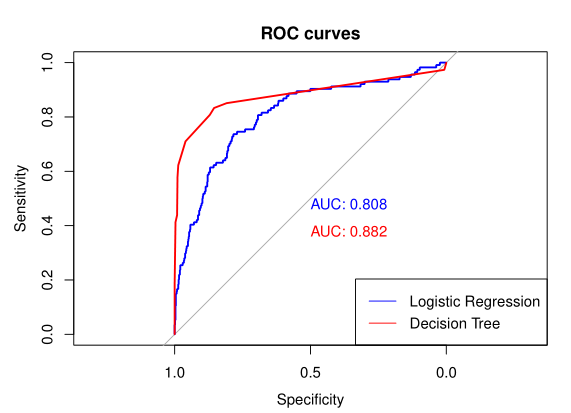 ROC curves
Sensitivity
1.0
0.8
0.6
0.4
0.2
0.0
AUC: 0.808
AUC: 0.882
Logistic Regression
Decision Tree
1.0 0.5 0.0
Specificity